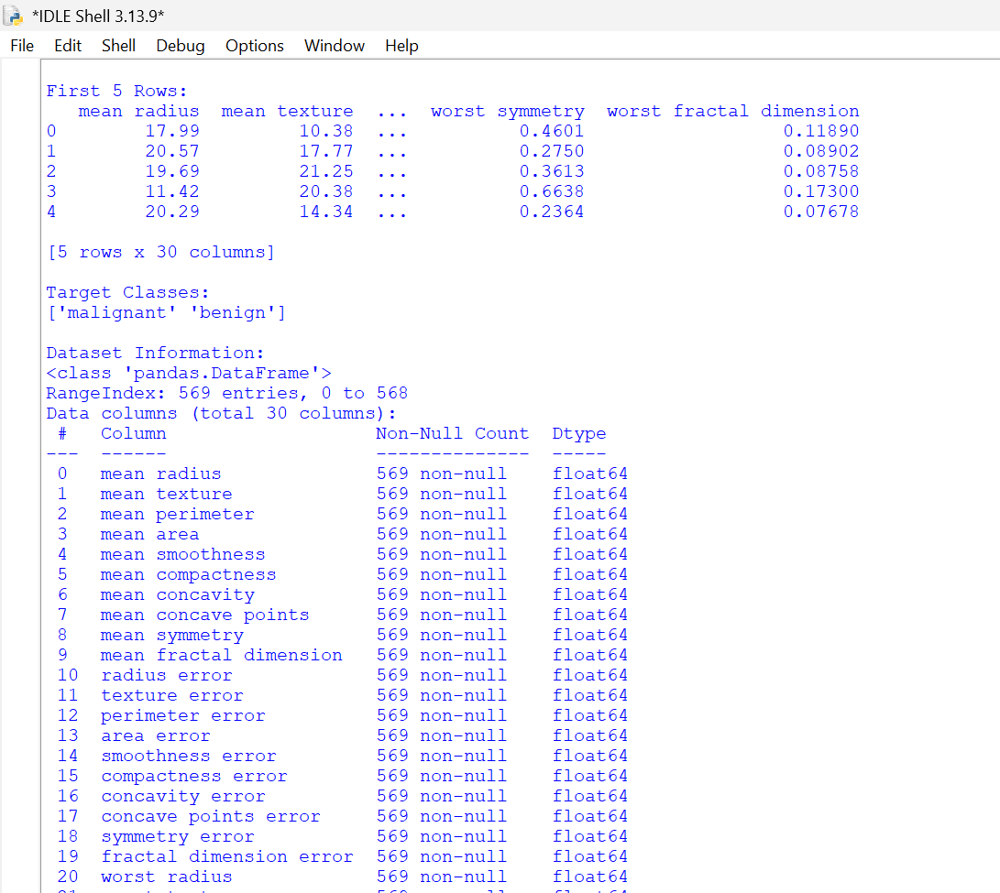 *IDLE Shell 3.13.9*
File Edit Shell Debug Options Window Help
First 5 Rows:
   mean radius  mean texture  ...  worst symmetry  worst fractal dimension
0        17.99         10.38  ...          0.4601                  0.11890
1        20.57         17.77  ...          0.2750                  0.08902
2        19.69         21.25  ...          0.3613                  0.08758
3        11.42         20.38  ...          0.6638                  0.17300
4        20.29         14.34  ...          0.2364                  0.07678
[5 rows x 30 columns]
Target Classes:
['malignant' 'benign']
Dataset Information:
<class 'pandas.DataFrame'>
RangeIndex: 569 entries, 0 to 568
Data columns (total 30 columns):
 #   Column                   Non-Null Count  Dtype
---  ------                   --------------  -----
 0   mean radius              569 non-null    float64
 1   mean texture             569 non-null    float64
 2   mean perimeter           569 non-null    float64
 3   mean area                569 non-null    float64
 4   mean smoothness          569 non-null    float64
 5   mean compactness         569 non-null    float64
 6   mean concavity           569 non-null    float64
 7   mean concave points      569 non-null    float64
 8   mean symmetry            569 non-null    float64
 9   mean fractal dimension   569 non-null    float64
 10  radius error             569 non-null    float64
 11  texture error            569 non-null    float64
 12  perimeter error          569 non-null    float64
 13  area error               569 non-null    float64
 14  smoothness error         569 non-null    float64
 15  compactness error        569 non-null    float64
 16  concavity error          569 non-null    float64
 17  concave points error     569 non-null    float64
 18  symmetry error           569 non-null    float64
 19  fractal dimension error  569 non-null    float64
 20  worst radius             569 non-null    float64